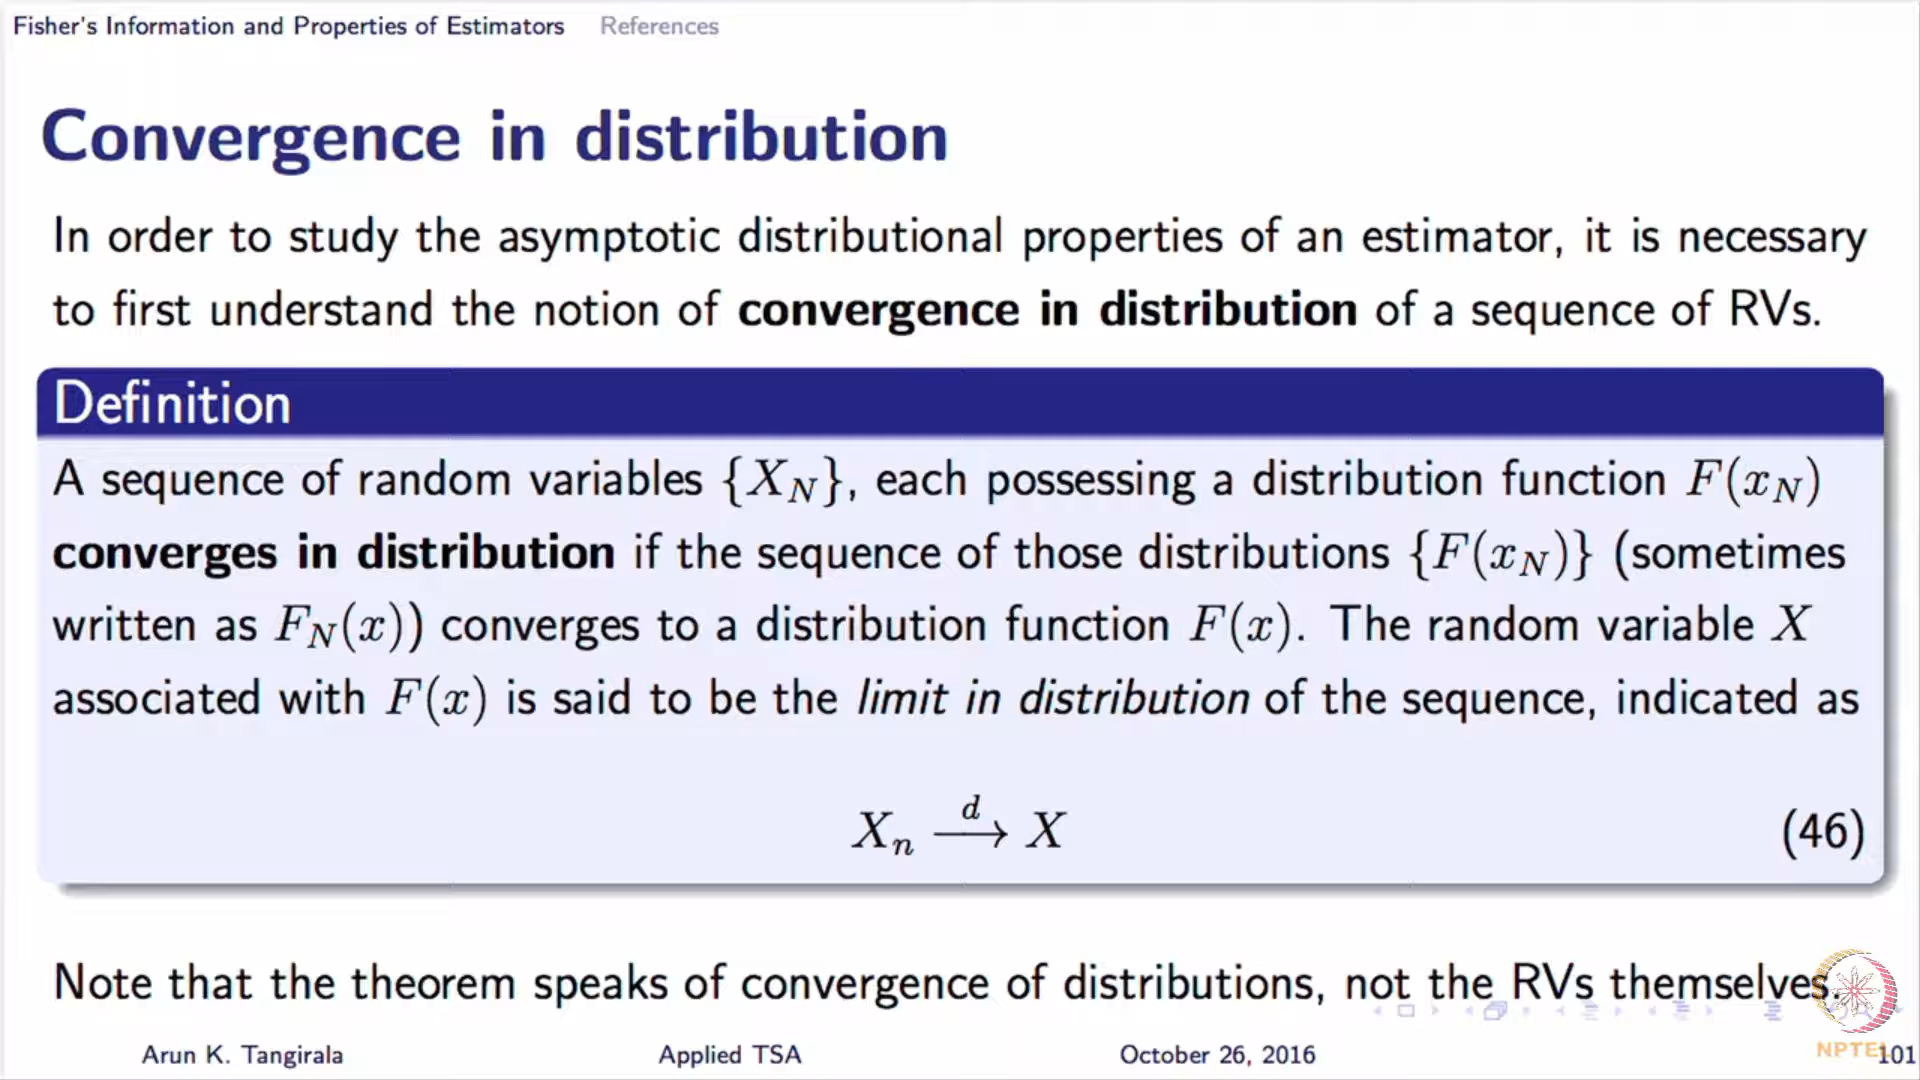 Fisher's Information and Properties of Estimators References
Convergence in distribution
In order to study the asymptotic distributional properties of an estimator, it is necessary
to first understand the notion of convergence in distribution of a sequence of RVs.
Definition
A sequence of random variables {X_N}, each possessing a distribution function F(x_N)
converges in distribution if the sequence of those distributions {F(x_N)} (sometimes
written as F_N(x)) converges to a distribution function F(x). The random variable X
associated with F(x) is said to be the limit in distribution of the sequence, indicated as
X_n \xrightarrow{d} X (46)
Note that the theorem speaks of convergence of distributions, not the RVs themselves.
Arun K. Tangirala Applied TSA October 26, 2016 NPTEL 101